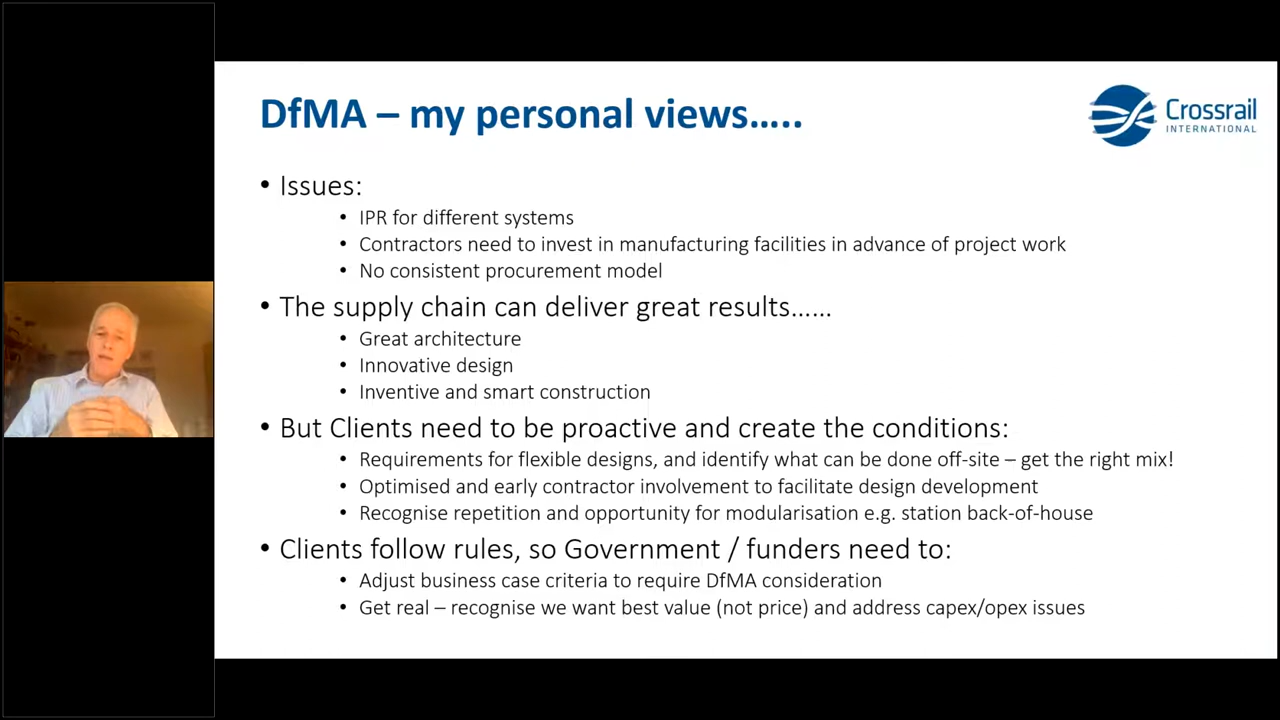 DfMA – my personal views…..
Crossrail
INTERNATIONAL
• Issues:
• IPR for different systems
• Contractors need to invest in manufacturing facilities in advance of project work
• No consistent procurement model
• The supply chain can deliver great results……
• Great architecture
• Innovative design
• Inventive and smart construction
• But Clients need to be proactive and create the conditions:
• Requirements for flexible designs, and identify what can be done off-site – get the right mix!
• Optimised and early contractor involvement to facilitate design development
• Recognise repetition and opportunity for modularisation e.g. station back-of-house
• Clients follow rules, so Government / funders need to:
• Adjust business case criteria to require DfMA consideration
• Get real – recognise we want best value (not price) and address capex/opex issues